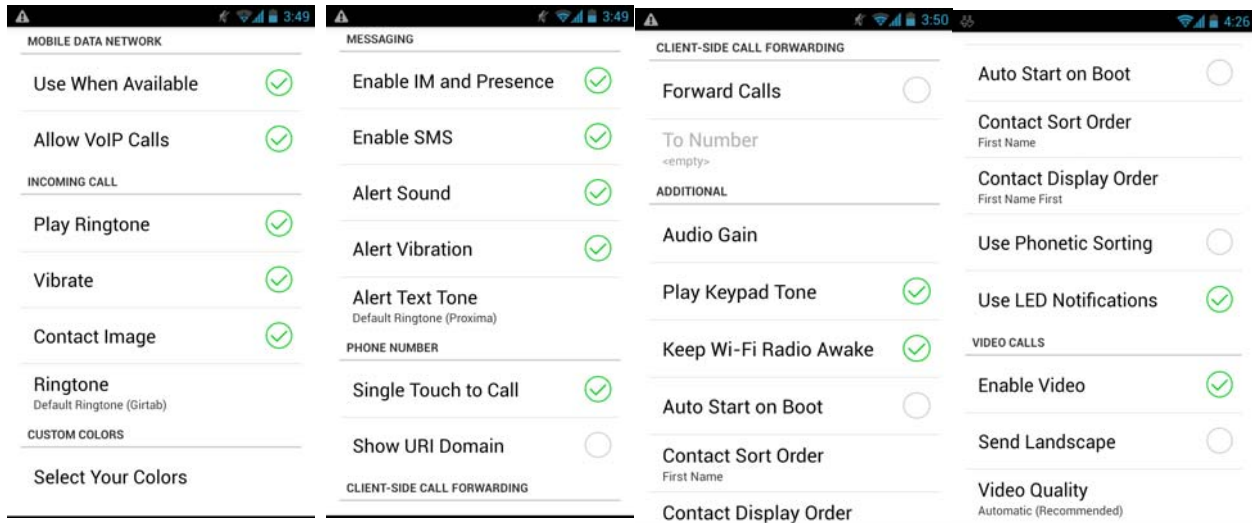 3:49
MOBILE DATA NETWORK
Use When Available
Allow VoIP Calls
INCOMING CALL
Play Ringtone
Vibrate
Contact Image
Ringtone
Default Ringtone (Girtab)
CUSTOM COLORS
Select Your Colors
3:49
MESSAGING
Enable IM and Presence
Enable SMS
Alert Sound
Alert Vibration
Alert Text Tone
Default Ringtone (Proxima)
PHONE NUMBER
Single Touch to Call
Show URI Domain
CLIENT-SIDE CALL FORWARDING
3:50
CLIENT-SIDE CALL FORWARDING
Forward Calls
To Number
<empty>
ADDITIONAL
Audio Gain
Play Keypad Tone
Keep Wi-Fi Radio Awake
Auto Start on Boot
Contact Sort Order
First Name
Contact Display Order
4:26
Auto Start on Boot
Contact Sort Order
First Name
Contact Display Order
First Name First
Use Phonetic Sorting
Use LED Notifications
VIDEO CALLS
Enable Video
Send Landscape
Video Quality
Automatic (Recommended)